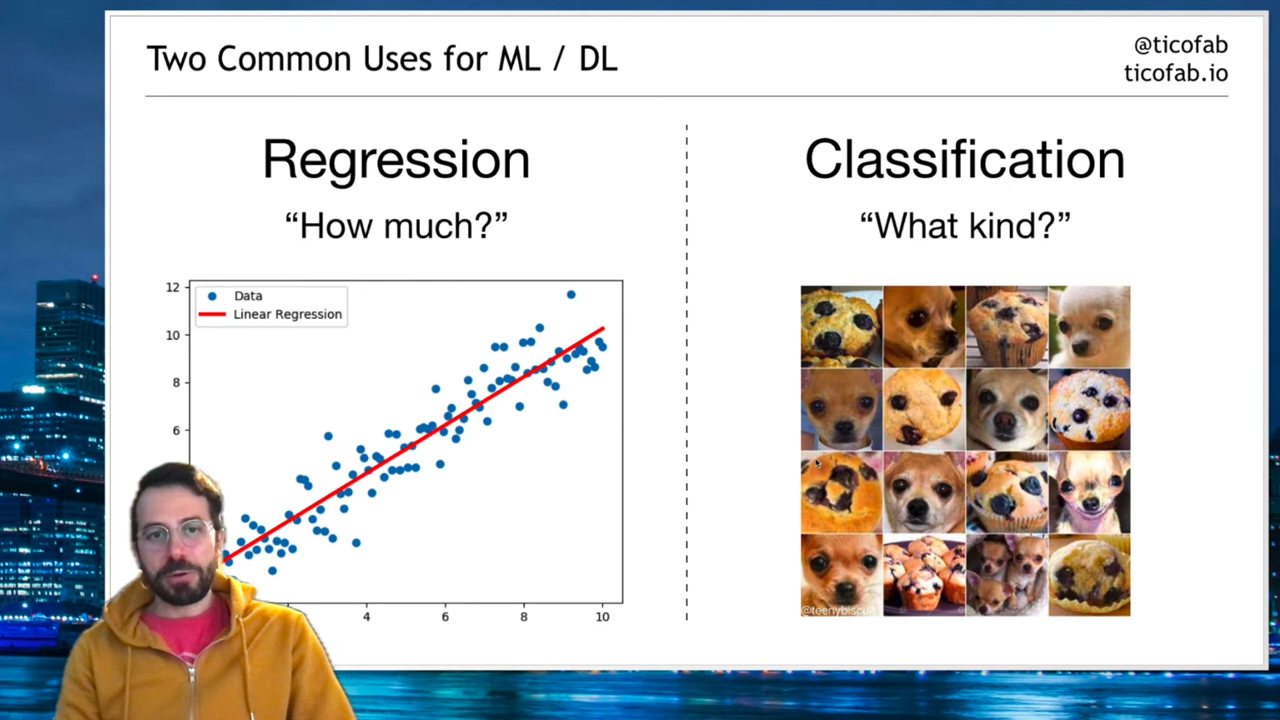 Two Common Uses for ML / DL
@ticofab
ticofab.io
Regression
“How much?”
12
10
8
6
4
6
8
10
Data
Linear Regression
Classification
“What kind?”
@teenybiscuit